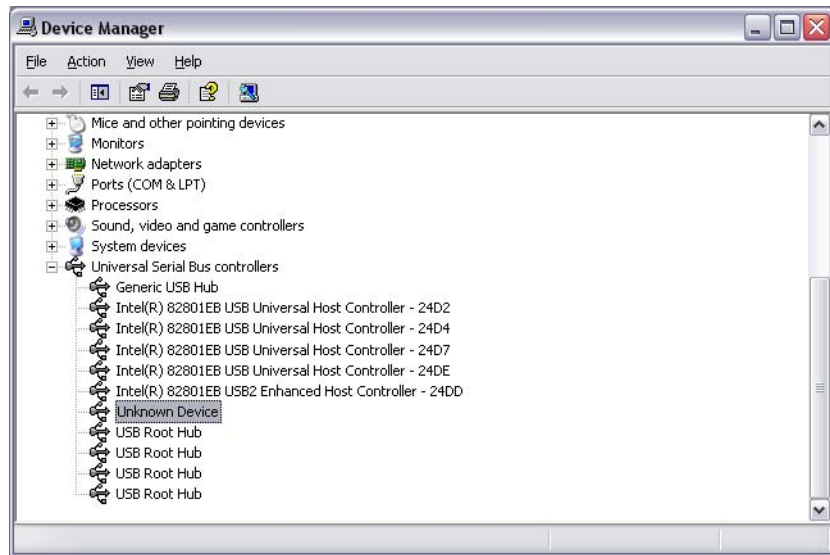 Device Manager
File Action View Help
Mice and other pointing devices
Monitors
Network adapters
Ports (COM & LPT)
Processors
Sound, video and game controllers
System devices
Universal Serial Bus controllers
Generic USB Hub
Intel(R) 82801EB USB Universal Host Controller - 24D2
Intel(R) 82801EB USB Universal Host Controller - 24D4
Intel(R) 82801EB USB Universal Host Controller - 24D7
Intel(R) 82801EB USB Universal Host Controller - 24DE
Intel(R) 82801EB USB2 Enhanced Host Controller - 24DD
Unknown Device
USB Root Hub
USB Root Hub
USB Root Hub
USB Root Hub